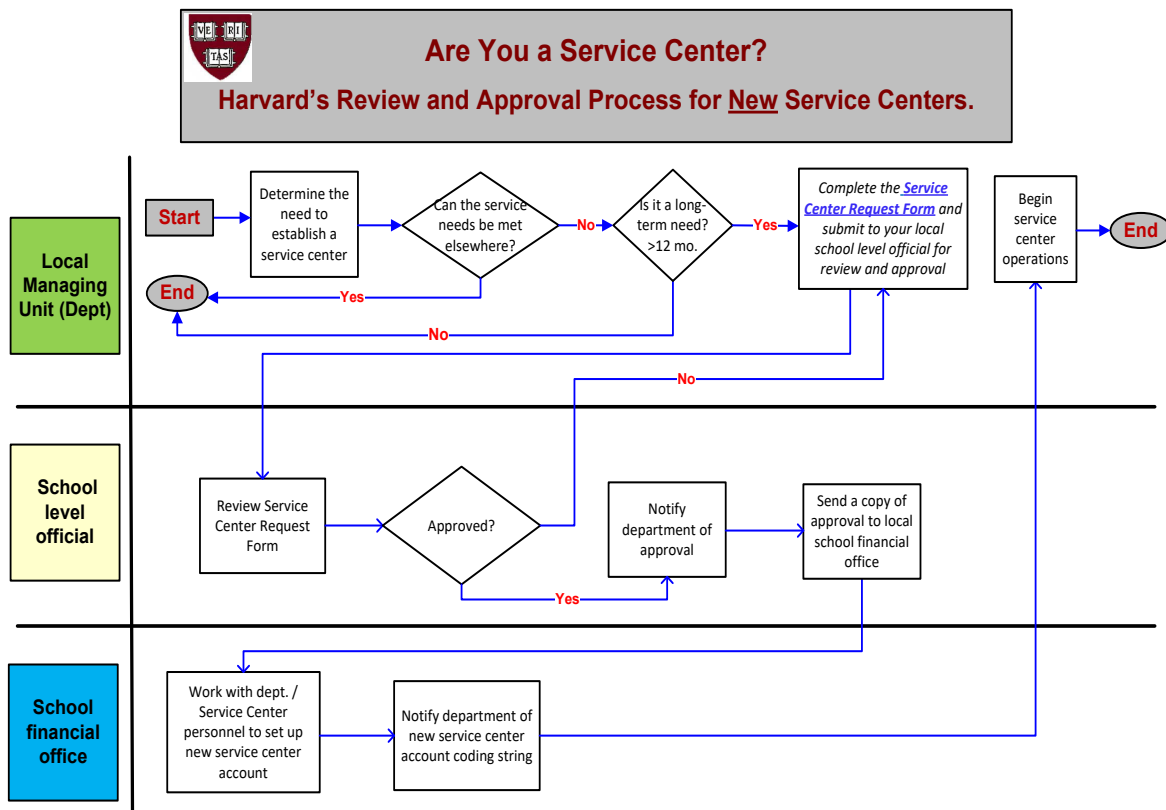 VE RI
TAS
Are You a Service Center?
Harvard's Review and Approval Process for New Service Centers.
Local
Managing
Unit (Dept)
Start
Determine the
need to
establish a
service center
Can the service
needs be met
elsewhere?
No
Is it a long-
term need?
>12 mo.
Yes
Complete the Service
Center Request Form and
submit to your local
school level official for
review and approval
Begin
service
center
operations
End
End
Yes
No
No
School
level
official
Review Service
Center Request
Form
Approved?
Yes
Notify
department of
approval
Send a copy of
approval to local
school financial
office
School
financial
office
Work with dept. /
Service Center
personnel to set up
new service center
account
Notify department of
new service center
account coding string